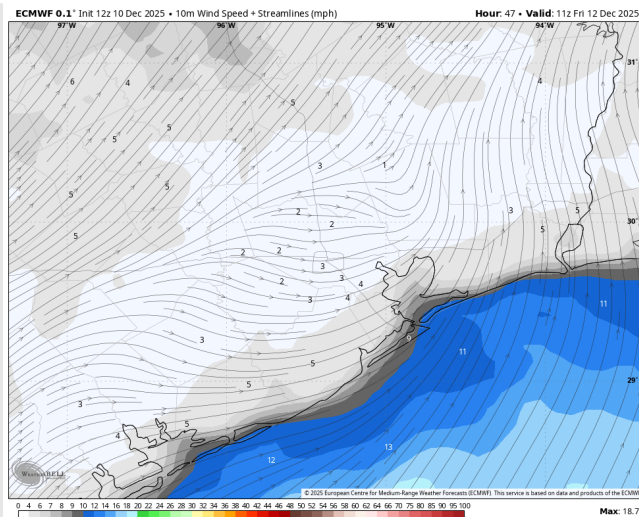 ECMWF 0.1° Init 12z 10 Dec 2025 • 10m Wind Speed + Streamlines (mph)
Hour: 47 • Valid: 11z Fri 12 Dec 2025
97°W 96°W 95°W 94°W
31°
6 4 4
5
5
5
3 1
5 5
2 3 5
2 5
5 30°
2 2
3
2 3 4
3 4 11
3 9
11
5
5 29°
3
5
4
13
12
WeatherBELL
© 2025 European Centre for Medium-Range Weather Forecasts (ECMWF). This service is based on data and products of the ECMWF
0 4 6 7 8 9 10 12 14 16 18 20 22 24 26 28 30 32 34 36 38 40 42 44 46 48 50 52 54 56 58 60 62 64 66 68 70 75 80 85 90 95 100
Max: 18.